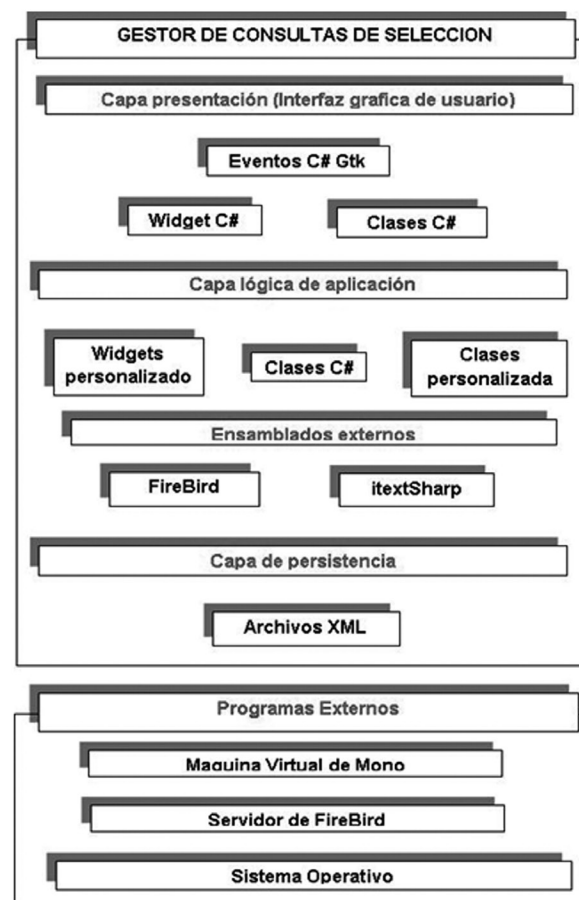 GESTOR DE CONSULTAS DE SELECCION
Capa presentación (Interfaz grafica de usuario)
Eventos C# Gtk
Widget C#
Clases C#
Capa lógica de aplicación
Widgets
personalizado
Clases C#
Clases
personalizada
Ensamblados externos
FireBird
itextSharp
Capa de persistencia
Archivos XML
Programas Externos
Maquina Virtual de Mono
Servidor de FireBird
Sistema Operativo